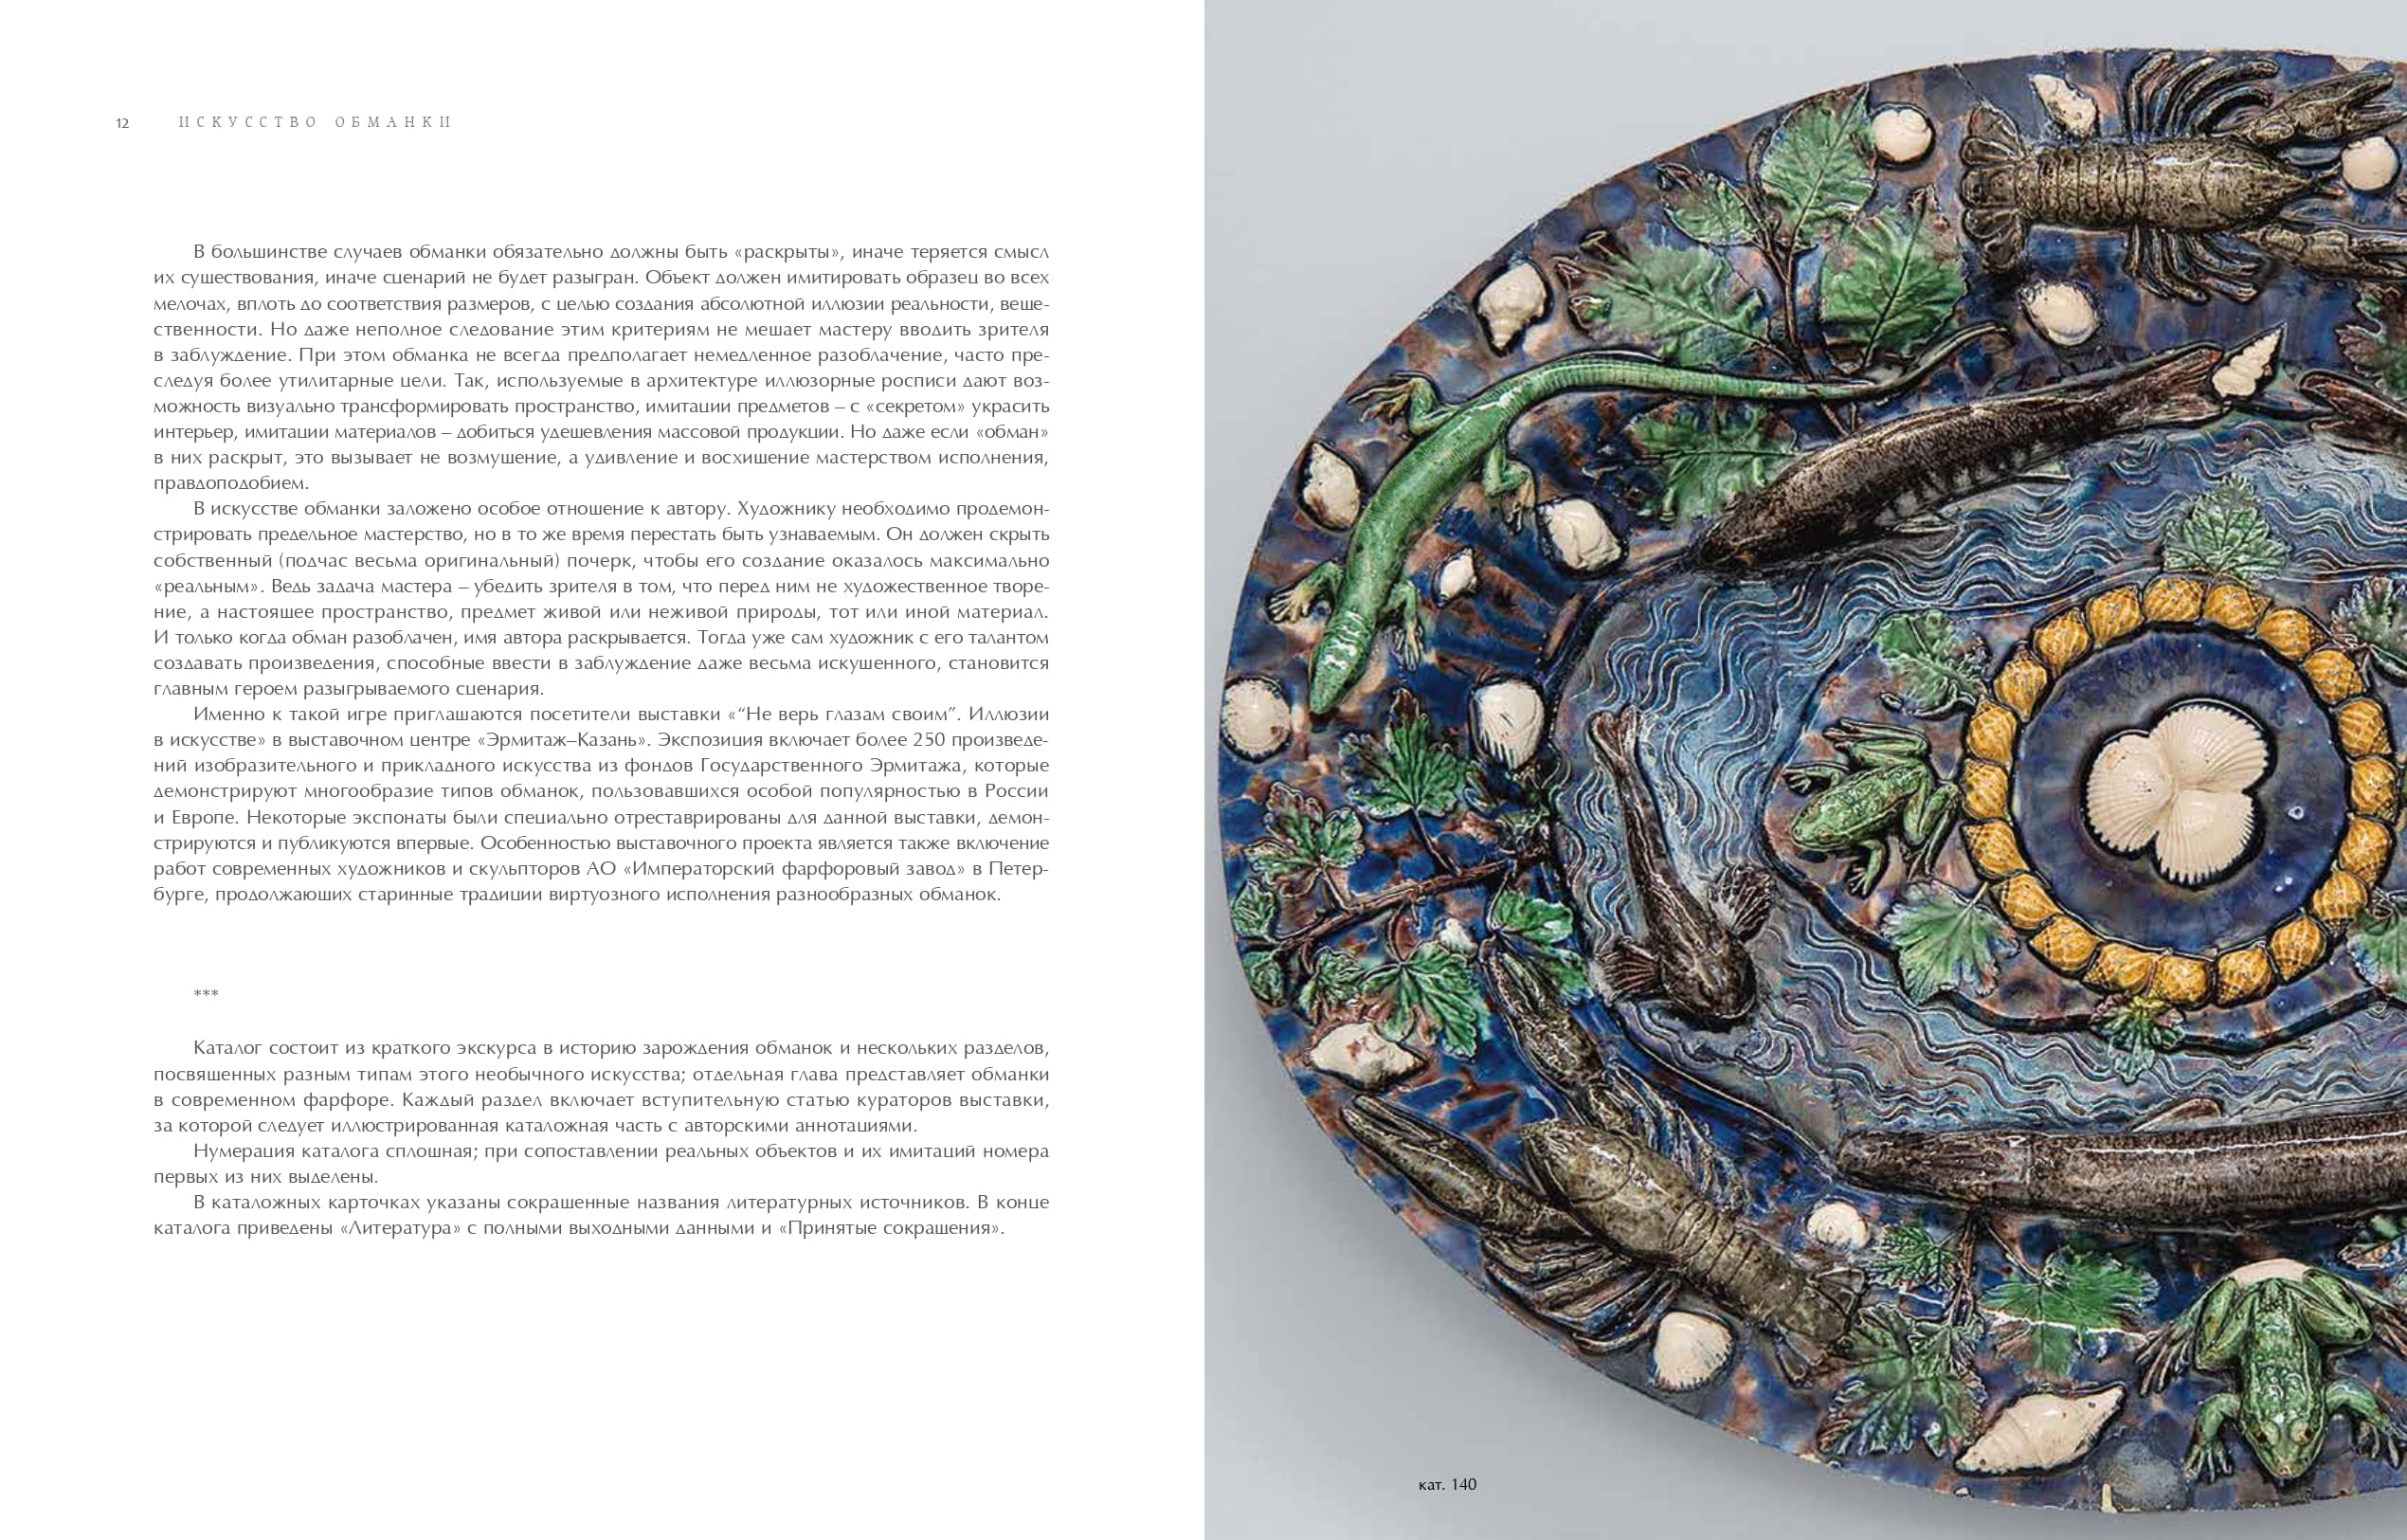 12 ИСКУССТВО ОБМАНКИ
В большинстве случаев обманки обязательно должны быть «раскрыты», иначе теряется смысл
их существования, иначе сценарий не будет разыгран. Объект должен имитировать образец во всех
мелочах, вплоть до соответствия размеров, с целью создания абсолютной иллюзии реальности, веще-
ственности. Но даже неполное следование этим критериям не мешает мастеру вводить зрителя
в заблуждение. При этом обманка не всегда предполагает немедленное разоблачение, часто пре-
следуя более утилитарные цели. Так, используемые в архитектуре иллюзорные росписи дают воз-
можность визуально трансформировать пространство, имитации предметов – с «секретом» украсить
интерьер, имитации материалов – добиться удешевления массовой продукции. Но даже если «обман»
в них раскрыт, это вызывает не возмущение, а удивление и восхищение мастерством исполнения,
правдоподобием.
В искусстве обманки заложено особое отношение к автору. Художнику необходимо продемон-
стрировать предельное мастерство, но в то же время перестать быть узнаваемым. Он должен скрыть
собственный (подчас весьма оригинальный) почерк, чтобы его создание оказалось максимально
«реальным». Ведь задача мастера – убедить зрителя в том, что перед ним не художественное творе-
ние, а настоящее пространство, предмет живой или неживой природы, тот или иной материал.
И только когда обман разоблачен, имя автора раскрывается. Тогда уже сам художник с его талантом
создавать произведения, способные ввести в заблуждение даже весьма искушенного, становится
главным героем разыгрываемого сценария.
Именно к такой игре приглашаются посетители выставки «“Не верь глазам своим”. Иллюзии
в искусстве» в выставочном центре «Эрмитаж–Казань». Экспозиция включает более 250 произведе-
ний изобразительного и прикладного искусства из фондов Государственного Эрмитажа, которые
демонстрируют многообразие типов обманок, пользовавшихся особой популярностью в России
и Европе. Некоторые экспонаты были специально отреставрированы для данной выставки, демон-
стрируются и публикуются впервые. Особенностью выставочного проекта является также включение
работ современных художников и скульпторов АО «Императорский фарфоровый завод» в Петер-
бурге, продолжающих старинные традиции виртуозного исполнения разнообразных обманок.
***
Каталог состоит из краткого экскурса в историю зарождения обманок и нескольких разделов,
посвященных разным типам этого необычного искусства; отдельная глава представляет обманки
в современном фарфоре. Каждый раздел включает вступительную статью кураторов выставки,
за которой следует иллюстрированная каталожная часть с авторскими аннотациями.
Нумерация каталога сплошная; при сопоставлении реальных объектов и их имитаций номера
первых из них выделены.
В каталожных карточках указаны сокращенные названия литературных источников. В конце
каталога приведены «Литература» с полными выходными данными и «Принятые сокращения».
кат. 140